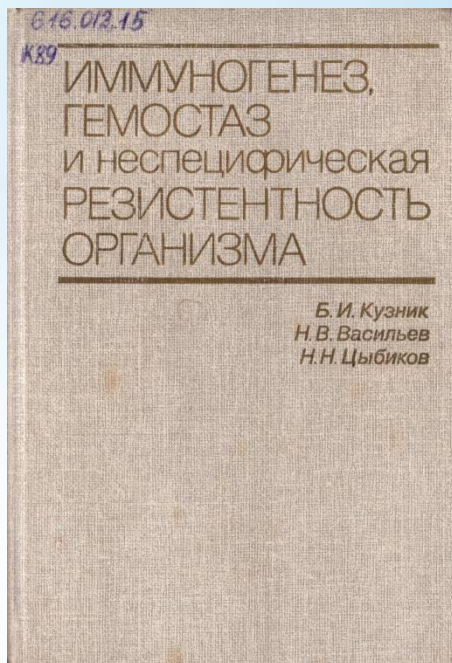 616.012.15
К89
ИММУНОГЕНЕЗ,
ГЕМОСТАЗ
и неспецифическая
РЕЗИСТЕНТНОСТЬ
ОРГАНИЗМА
Б. И. Кузник
Н. В. Васильев
Н. Н. Цыбиков